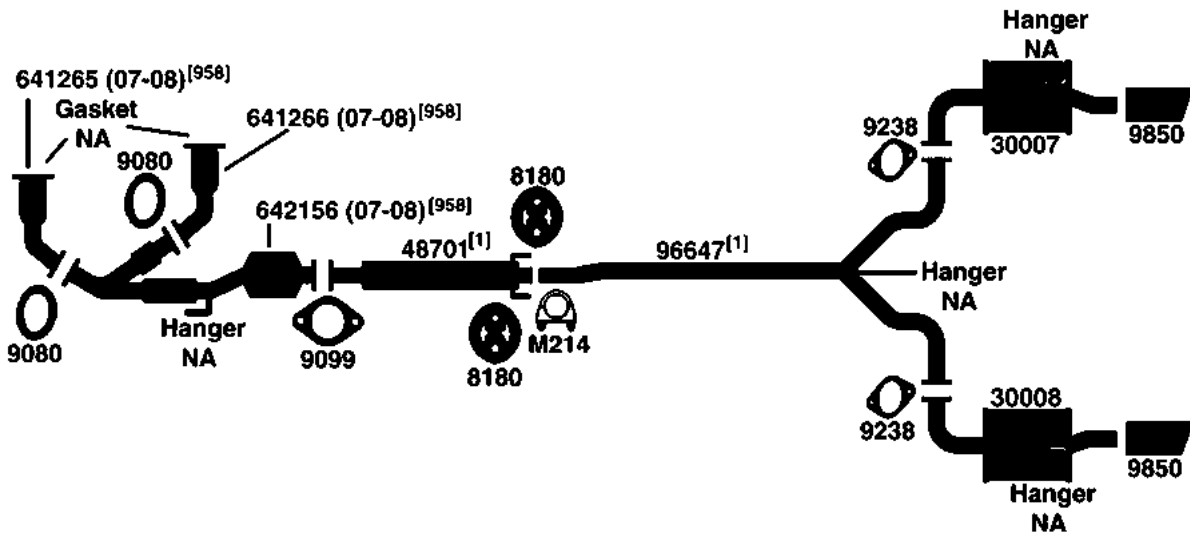 Hanger
NA
641265 (07-08)[958]
Gasket
NA
641266 (07-08)[958]
9080
9238
30007
9850
8180
642156 (07-08)[958]
48701[1]
96647[1]
Hanger
NA
Hanger
NA
9080
9099
8180
M214
9238
30008
9850
Hanger
NA